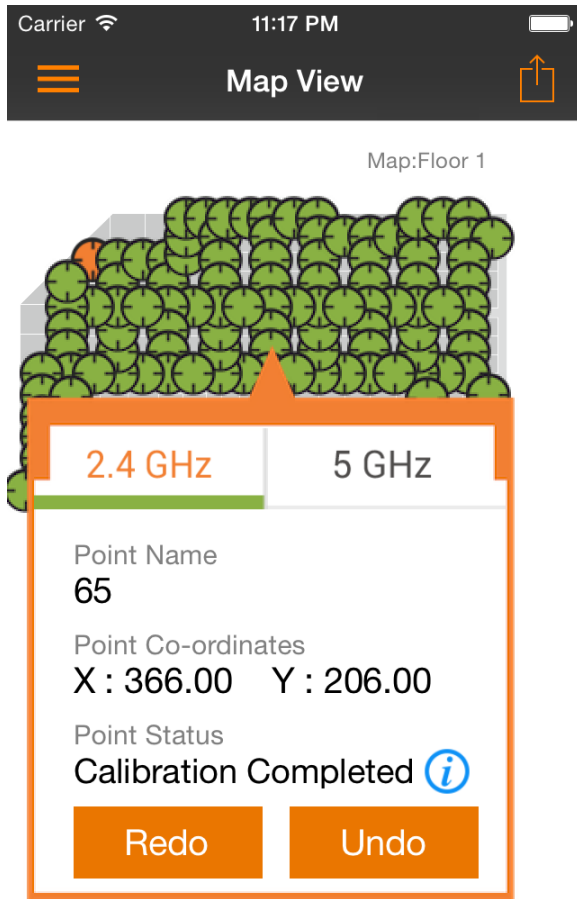 Carrier 11:17 PM
Map View
Map:Floor 1
2.4 GHz 5 GHz
Point Name
65
Point Co-ordinates
X : 366.00 Y : 206.00
Point Status
Calibration Completed i
Redo Undo